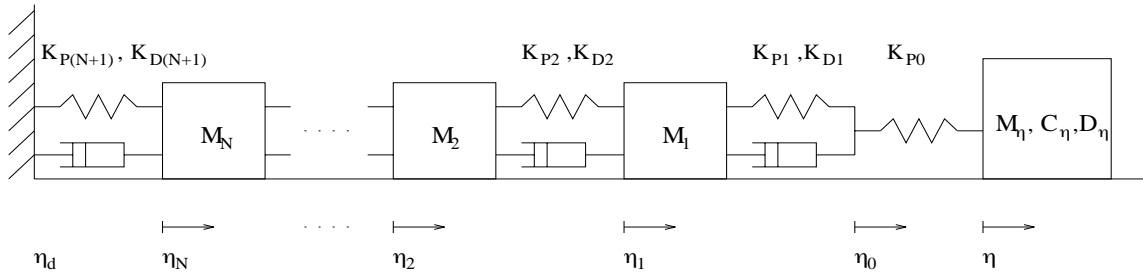 K_P(N+1) , K_D(N+1) K_P2 , K_D2 K_P1 , K_D1 K_P0
M_N . . . . M_2 M_1 M_η, C_η, D_η
. . . .
η_d η_N η_2 η_1 η_0 η